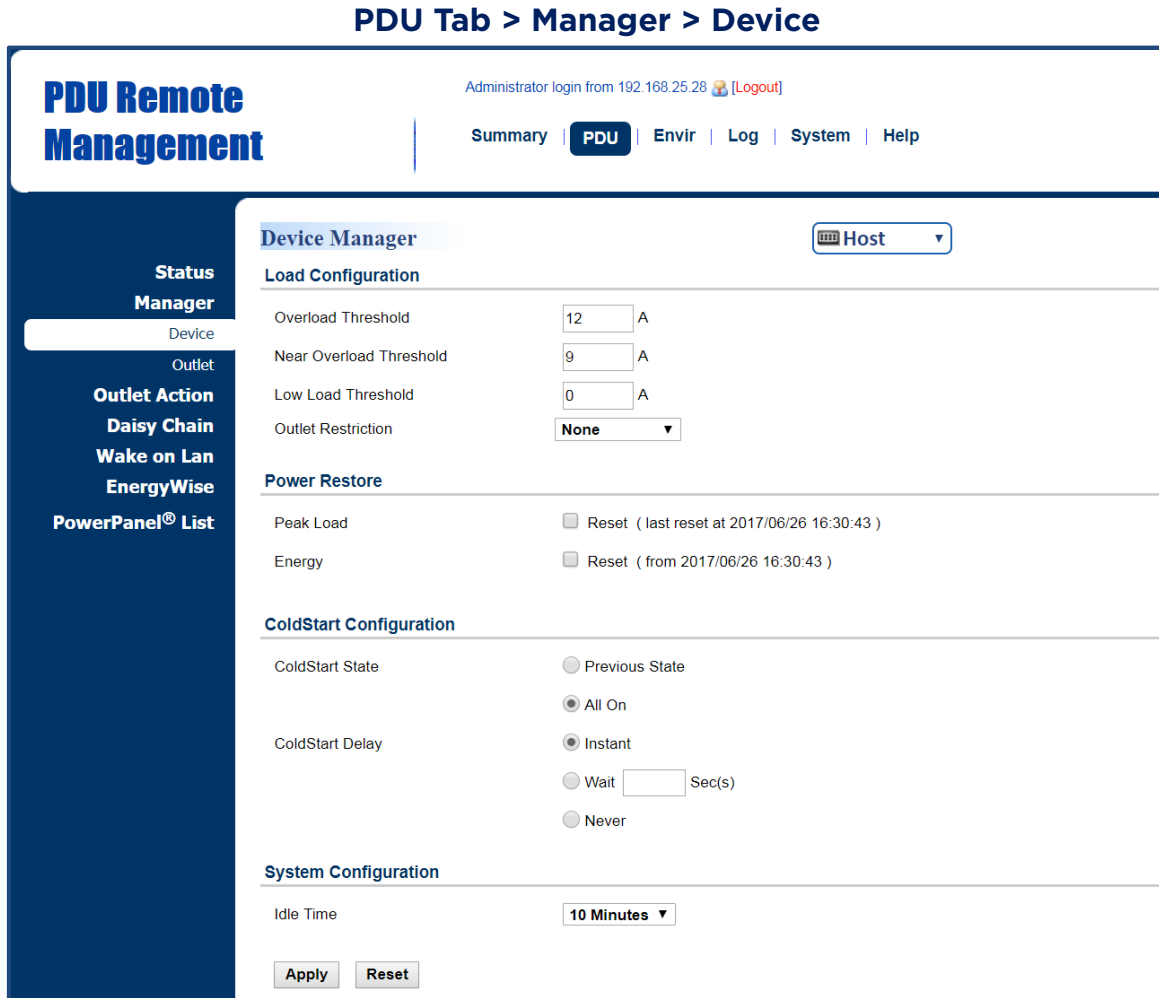 PDU Tab > Manager > Device
PDU Remote
Management
Administrator login from 192.168.25.28 [Logout]
Summary | PDU | Envir | Log | System | Help
Status
Manager
Device
Outlet
Outlet Action
Daisy Chain
Wake on Lan
EnergyWise
PowerPanel® List
Device Manager
Host
Load Configuration
Overload Threshold 12 A
Near Overload Threshold 9 A
Low Load Threshold 0 A
Outlet Restriction None
Power Restore
Peak Load Reset ( last reset at 2017/06/26 16:30:43 )
Energy Reset ( from 2017/06/26 16:30:43 )
ColdStart Configuration
ColdStart State Previous State
All On
ColdStart Delay Instant
Wait Sec(s)
Never
System Configuration
Idle Time 10 Minutes
Apply Reset